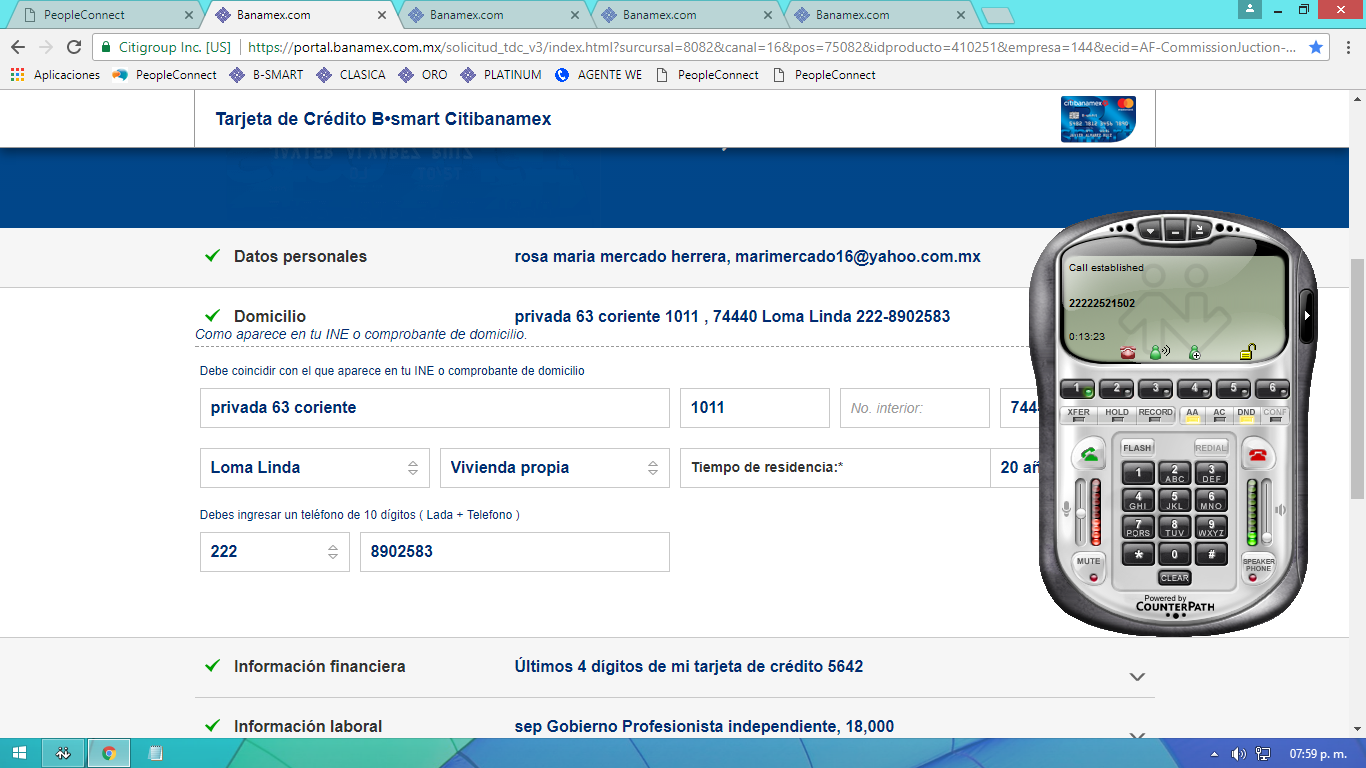 PeopleConnect
Banamex.com
Banamex.com
Banamex.com
Banamex.com
Citigroup Inc. [US]
https://portal.banamex.com.mx/solicitud_tdc_v3/index.html?surcursal=8082&canal=16&pos=75082&idproducto=410251&empresa=144&ecid=AF-CommissionJuction-...
Aplicaciones
PeopleConnect
B-SMART
CLASICA
ORO
PLATINUM
AGENTE WE
PeopleConnect
PeopleConnect
Tarjeta de Crédito B•smart Citibanamex
citibanamex
Datos personales
rosa maria mercado herrera, marimercado16@yahoo.com.mx
Domicilio
privada 63 coriente 1011 , 74440 Loma Linda 222-8902583
Como aparece en tu INE o comprobante de domicilio.
Debe coincidir con el que aparece en tu INE o comprobante de domicilio
privada 63 coriente
1011
No. interior:
Loma Linda
Vivienda propia
Tiempo de residencia:*
20
Debes ingresar un teléfono de 10 dígitos ( Lada + Telefono )
222
8902583
Información financiera
Últimos 4 dígitos de mi tarjeta de crédito 5642
Información laboral
sep Gobierno Profesionista independiente, 18,000
Call established
22222521502
0:13:23
1 2 3 4 5 6
XFER HOLD RECORD AA AC DND CONF
FLASH
REDIAL
1
2 ABC
3 DEF
4 GHI
5 JKL
6 MNO
7 PQRS
8 TUV
9 WXYZ
* 0 #
MUTE
SPEAKER
PHONE
CLEAR
Powered by
COUNTERPATH
07:59 p. m.